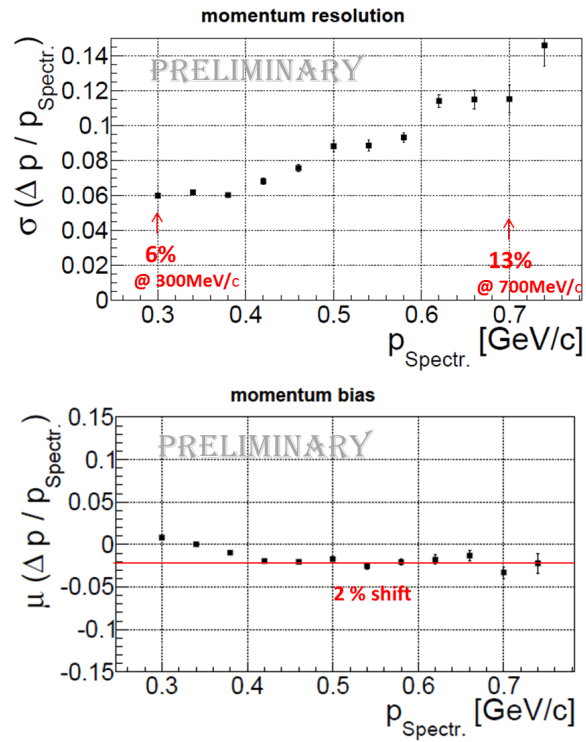 momentum resolution
PRELIMINARY
σ (Δ p / pSpectr.)
0.14
0.12
0.1
0.08
0.06
0.04
0.02
0
6%
@ 300MeV/c
13%
@ 700MeV/c
0.3 0.4 0.5 0.6 0.7
pSpectr. [GeV/c]
momentum bias
PRELIMINARY
μ (Δ p / pSpectr.)
0.15
0.1
0.05
0
-0.05
-0.1
-0.15
2 % shift
0.3 0.4 0.5 0.6 0.7
pSpectr. [GeV/c]